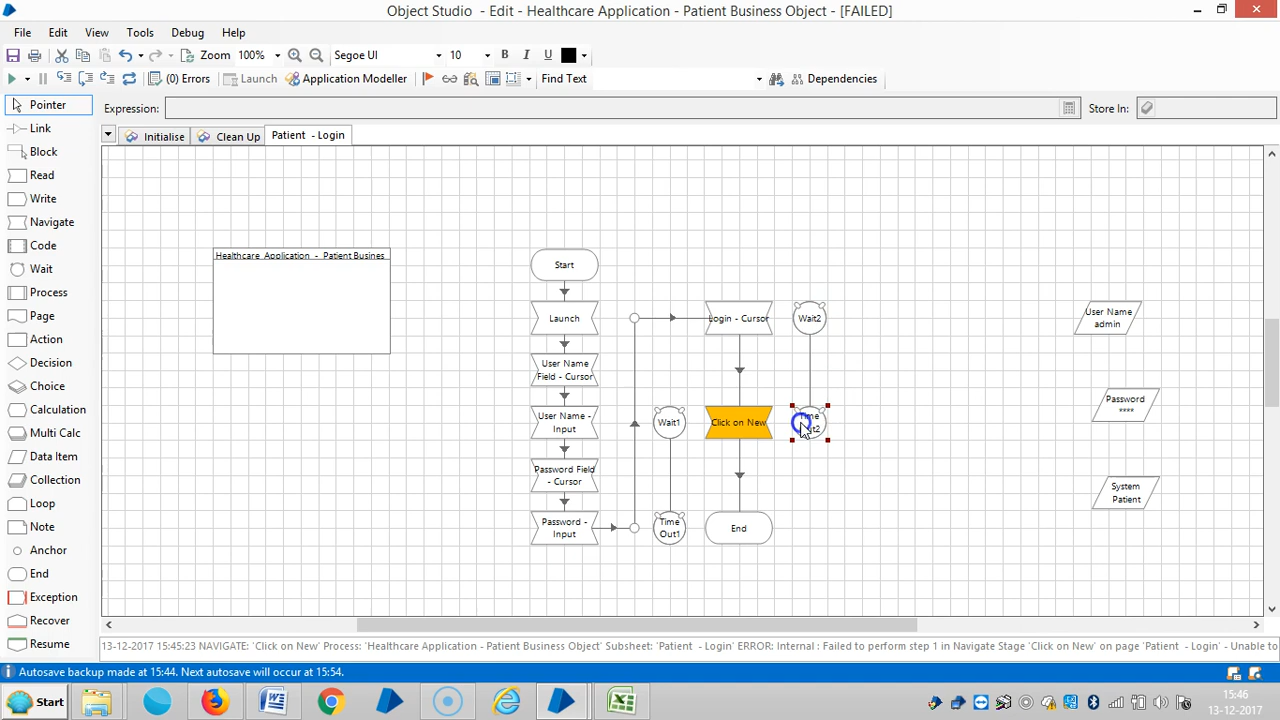 Object Studio - Edit - Healthcare Application - Patient Business Object - [FAILED]
File Edit View Tools Debug Help
Zoom 100% Segoe UI 10 B I U
(0) Errors Launch Application Modeller Find Text Dependencies
Pointer
Expression: Store In:
Link
Initialise Clean Up Patient - Login
Block
Read
Write
Navigate
Code
Wait
Process
Page
Action
Decision
Choice
Calculation
Multi Calc
Data Item
Collection
Loop
Note
Anchor
End
Exception
Recover
Resume
Healthcare Application - Patient Busines
Start
Launch
User Name
Field - Cursor
User Name -
Input
Password Field
- Cursor
Password -
Input
Wait1
Time
Out1
Login - Cursor
Click on New
End
Wait2
Time
User Name
admin
Password
****
System
Patient
13-12-2017 15:45:23 NAVIGATE: 'Click on New' Process: 'Healthcare Application - Patient Business Object' Subsheet: 'Patient - Login' ERROR: Internal : Failed to perform step 1 in Navigate Stage 'Click on New' on page 'Patient - Login' - Unable to
Autosave backup made at 15:44. Next autosave will occur at 15:54.
Start
15:46
13-12-2017